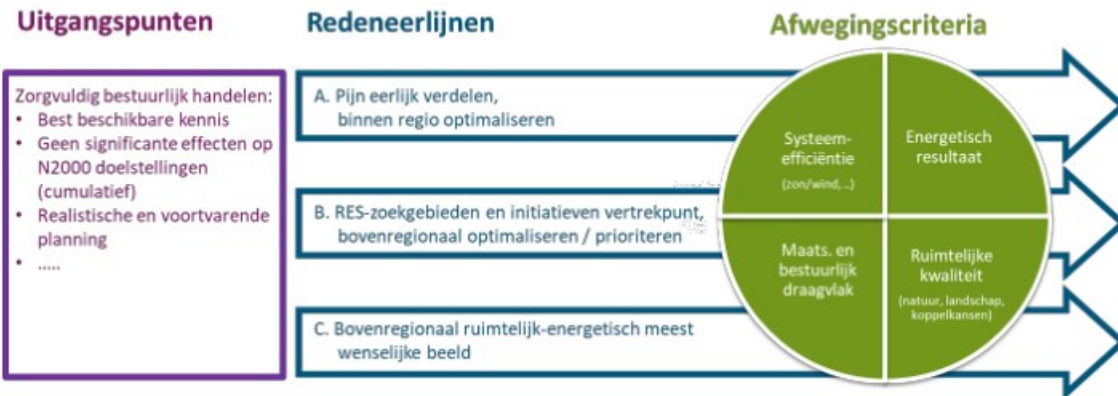 Uitgangspunten
Redeneerlijnen
Afwegingscriteria
Zorgvuldig bestuurlijk handelen:
• Best beschikbare kennis
• Geen significante effecten op
N2000 doelstellingen
(cumulatief)
• Realistische en voortvarende
planning
• .....
A. Pijn eerlijk verdelen,
binnen regio optimaliseren
B. RES-zoekgebieden en initiatieven vertrekpunt,
bovenregionaal optimaliseren / prioriteren
C. Bovenregionaal ruimtelijk-energetisch meest
wenselijke beeld
Systeem-
efficiëntie
(zon/wind, ..)
Energetisch
resultaat
Maats. en
bestuurlijk
draagvlak
Ruimtelijke
kwaliteit
(natuur, landschap,
koppelkansen)